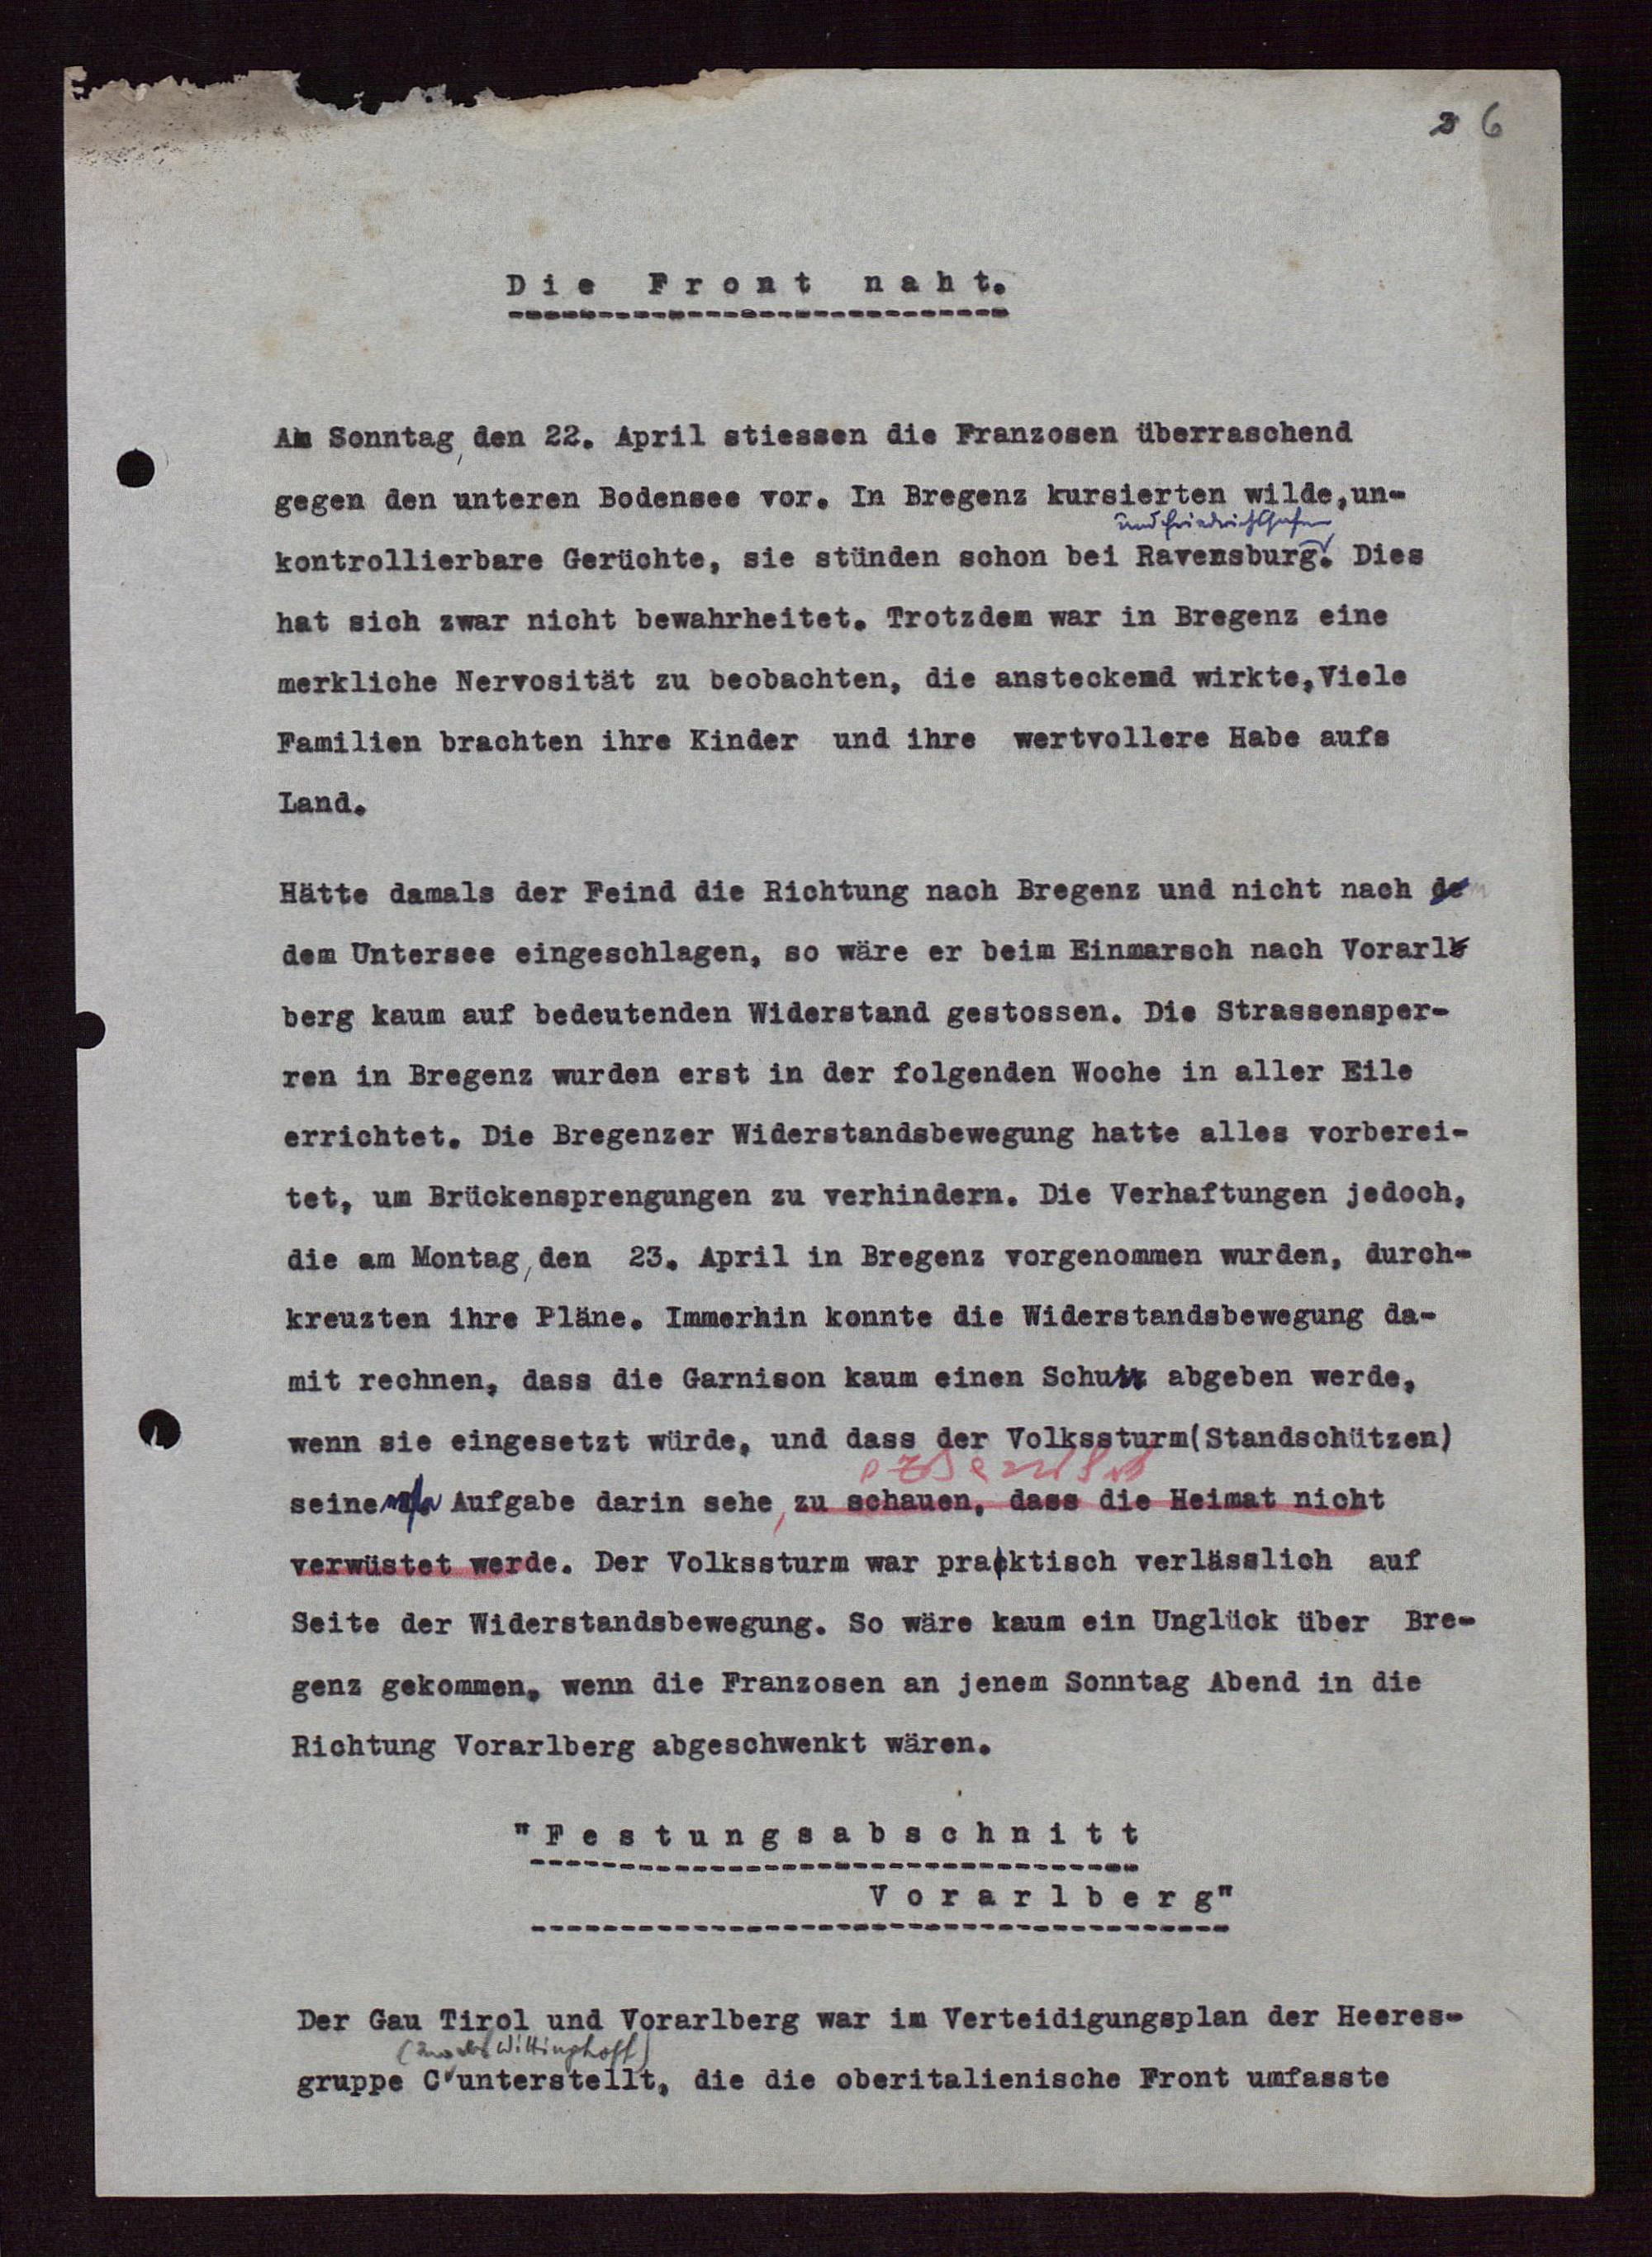 6
D i e   F r o n t   n a h t.
Am Sonntag, den 22. April stiessen die Franzosen überraschend
gegen den unteren Bodensee vor. In Bregenz kursierten wilde,un-
und Friedrichshafen
kontrollierbare Gerüchte, sie stünden schon bei Ravensburg. Dies
hat sich zwar nicht bewahrheitet. Trotzdem war in Bregenz eine
merkliche Nervosität zu beobachten, die ansteckend wirkte,Viele
Familien brachten ihre Kinder und ihre wertvollere Habe aufs
Land.
Hätte damals der Feind die Richtung nach Bregenz und nicht nach de
dem Untersee eingeschlagen, so wäre er beim Einmarsch nach Vorarl
berg kaum auf bedeutenden Widerstand gestossen. Die Strassensper-
ren in Bregenz wurden erst in der folgenden Woche in aller Eile
errichtet. Die Bregenzer Widerstandsbewegung hatte alles vorberei-
tet, um Brückensprengungen zu verhindern. Die Verhaftungen jedoch,
die am Montag, den 23. April in Bregenz vorgenommen wurden, durch-
kreuzten ihre Pläne. Immerhin konnte die Widerstandsbewegung da-
mit rechnen, dass die Garnison kaum einen Schuss abgeben werde,
wenn sie eingesetzt würde, und dass der Volkssturm(Standschützen)
seine Aufgabe darin sehe, zu schauen, dass die Heimat nicht
verwüstet werde. Der Volkssturm war praktisch verlässlich auf
Seite der Widerstandsbewegung. So wäre kaum ein Unglück über Bre-
genz gekommen, wenn die Franzosen an jenem Sonntag Abend in die
Richtung Vorarlberg abgeschwenkt wären.
"F e s t u n g s a b s c h n i t t
V o r a r l b e r g"
Der Gau Tirol und Vorarlberg war im Verteidigungsplan der Heeres-
Wittinghoff)
gruppe C unterstellt, die die oberitalienische Front umfasste